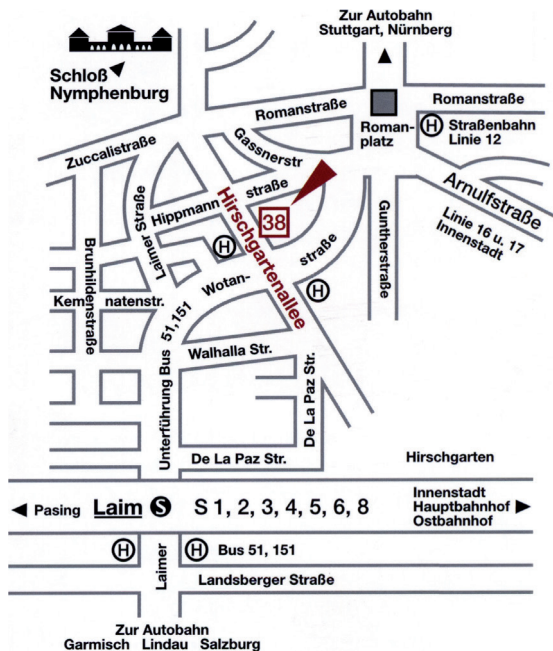 Zur Autobahn
Stuttgart, Nürnberg
Schloß
Nymphenburg
Romanstraße
Romanstraße
Roman-
platz
H Straßenbahn
Linie 12
Zuccalistraße
Gassnerstr
Arnulfstraße
Linie 16 u. 17
Innenstadt
Laimer Straße
Hippmann straße
Hirschgartenallee
38
Guntherstraße
Brunhildenstraße
H
Wotan- straße
H
Kem natenstr.
Unterführung Bus 51,151
Walhalla Str.
De La Paz Str.
De La Paz Str.
Hirschgarten
Pasing Laim S S 1, 2, 3, 4, 5, 6, 8
Innenstadt
Hauptbahnhof
Ostbahnhof
H H Bus 51, 151
Laimer
Landsberger Straße
Zur Autobahn
Garmisch Lindau Salzburg